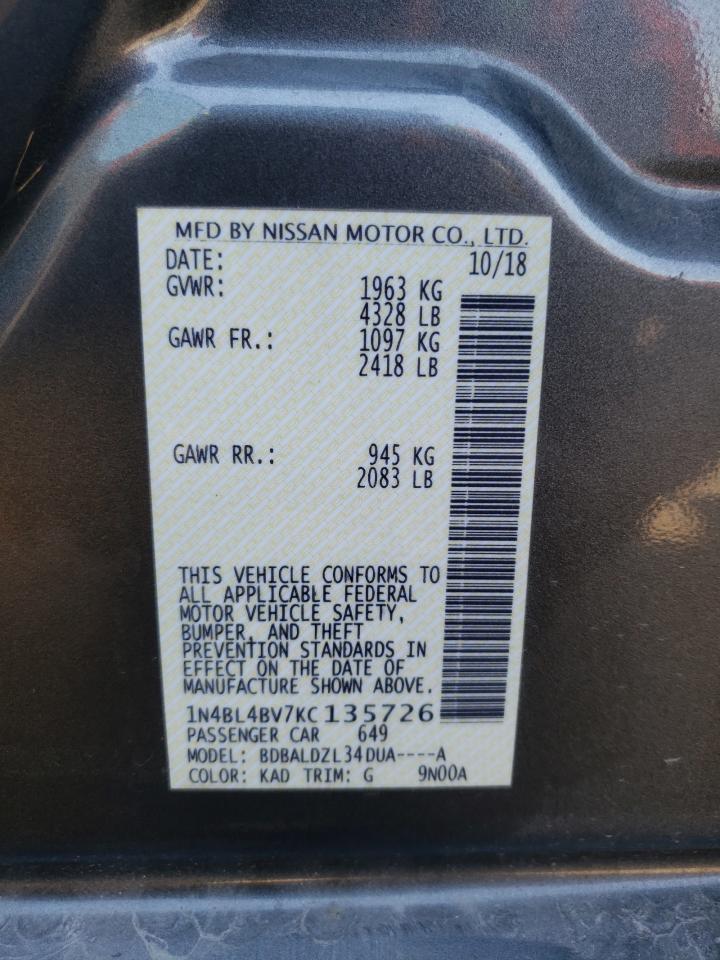 MFD BY NISSAN MOTOR CO., LTD.
DATE: 10/18
GVWR: 1963 KG
4328 LB
GAWR FR.: 1097 KG
2418 LB
GAWR RR.: 945 KG
2083 LB
THIS VEHICLE CONFORMS TO
ALL APPLICABLE FEDERAL
MOTOR VEHICLE SAFETY,
BUMPER, AND THEFT
PREVENTION STANDARDS IN
EFFECT ON THE DATE OF
MANUFACTURE SHOWN ABOVE.
1N4BL4BV7KC135726
PASSENGER CAR 649
MODEL: BDBALDZL34DUA----A
COLOR: KAD TRIM: G 9N00A